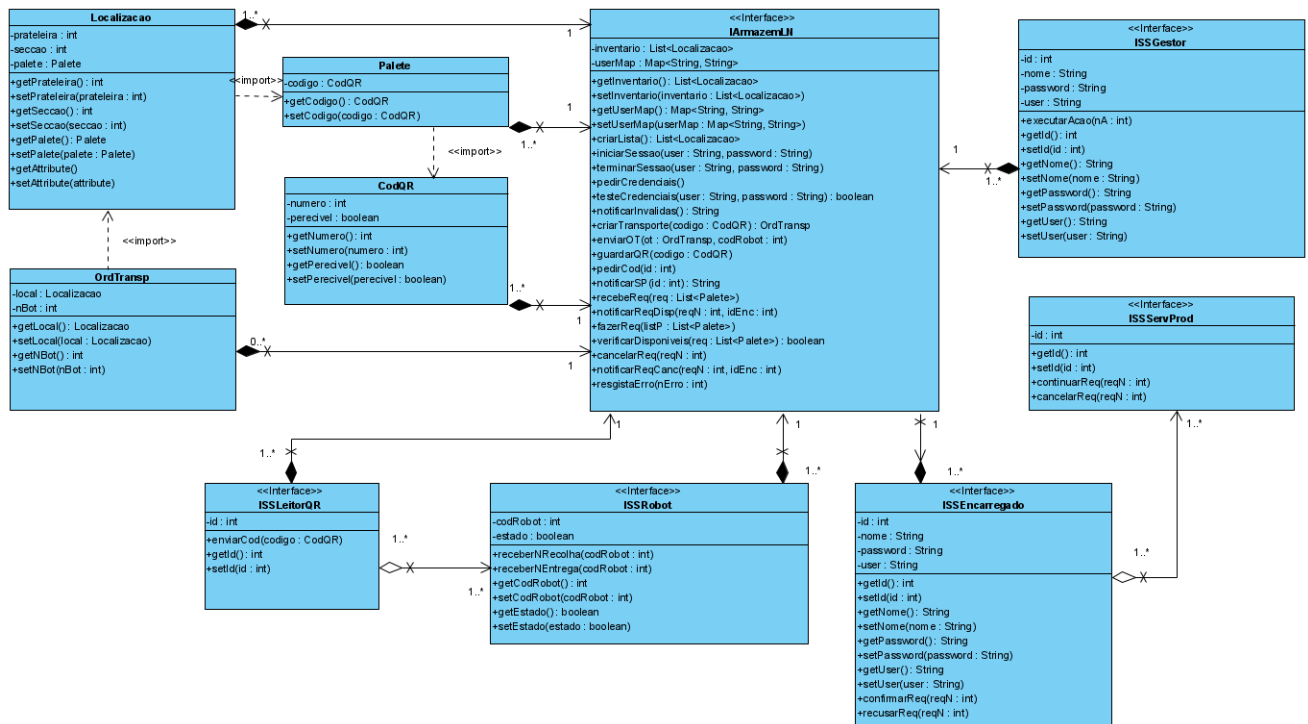 Localizacao
-prateleira : int
-seccao : int
-palete : Palete
+getPrateleira() : int
+setPrateleira(prateleira : int)
+getSeccao() : int
+setSeccao(seccao : int)
+getPalete() : Palete
+setPalete(palete : Palete)
+getAttribute()
+setAttribute(attribute)
1..*
1
<<import>>
Palete
-codigo : CodQR
+getCodigo() : CodQR
+setCodigo(codigo : CodQR)
1..*
1
<<import>>
CodQR
-numero : int
-perecivel : boolean
+getNumero() : int
+setNumero(numero : int)
+getPerecivel() : boolean
+setPerecivel(perecivel : boolean)
1..*
1
<<import>>
OrdTransp
-local : Localizacao
-nBot : int
+getLocal() : Localizacao
+setLocal(local : Localizacao)
+getNBot() : int
+setNBot(nBot : int)
0..*
1
<<Interface>>
IArmazemLN
-inventario : List<Localizacao>
-userMap : Map<String, String>
+getInventario() : List<Localizacao>
+setInventario(inventario : List<Localizacao>)
+getUserMap() : Map<String, String>
+setUserMap(userMap : Map<String, String>)
+criarLista() : List<Localizacao>
+iniciarSessao(user : String, password : String)
+terminarSessao(user : String, password : String)
+pedirCredenciais()
+testeCredenciais(user : String, password : String) : boolean
+notificarInvalidas() : String
+criarTransporte(codigo : CodQR) : OrdTransp
+enviarOT(ot : OrdTransp, codRobot : int)
+guardarQR(codigo : CodQR)
+pedirCod(id : int)
+notificarSP(id : int) : String
+recebeReq(req : List<Palete>)
+notificarReqDisp(reqN : int, idEnc : int)
+fazerReq(listP : List<Palete>)
+verificarDisponiveis(req : List<Palete>) : boolean
+cancelarReq(reqN : int)
+notificarReqCanc(reqN : int, idEnc : int)
+resgistaErro(nErro : int)
1
1..*
<<Interface>>
ISSGestor
-id : int
-nome : String
-password : String
-user : String
+executarAcao(nA : int)
+getId() : int
+setId(id : int)
+getNome() : String
+setNome(nome : String)
+getPassword() : String
+setPassword(password : String)
+getUser() : String
+setUser(user : String)
<<Interface>>
ISSServProd
-id : int
+getId() : int
+setId(id : int)
+continuarReq(reqN : int)
+cancelarReq(reqN : int)
1..*
1
1
1
1..*
1..*
1..*
<<Interface>>
ISSLeitorQR
-id : int
+enviarCod(codigo : CodQR)
+getId() : int
+setId(id : int)
1..*
1..*
<<Interface>>
ISSRobot
-codRobot : int
-estado : boolean
+receberNRecolha(codRobot : int)
+receberNEntrega(codRobot : int)
+getCodRobot() : int
+setCodRobot(codRobot : int)
+getEstado() : boolean
+setEstado(estado : boolean)
<<Interface>>
ISSEncarregado
-id : int
-nome : String
-password : String
-user : String
+getId() : int
+setId(id : int)
+getNome() : String
+setNome(nome : String)
+getPassword() : String
+setPassword(password : String)
+getUser() : String
+setUser(user : String)
+confirmarReq(reqN : int)
+recusarReq(reqN : int)
1..*